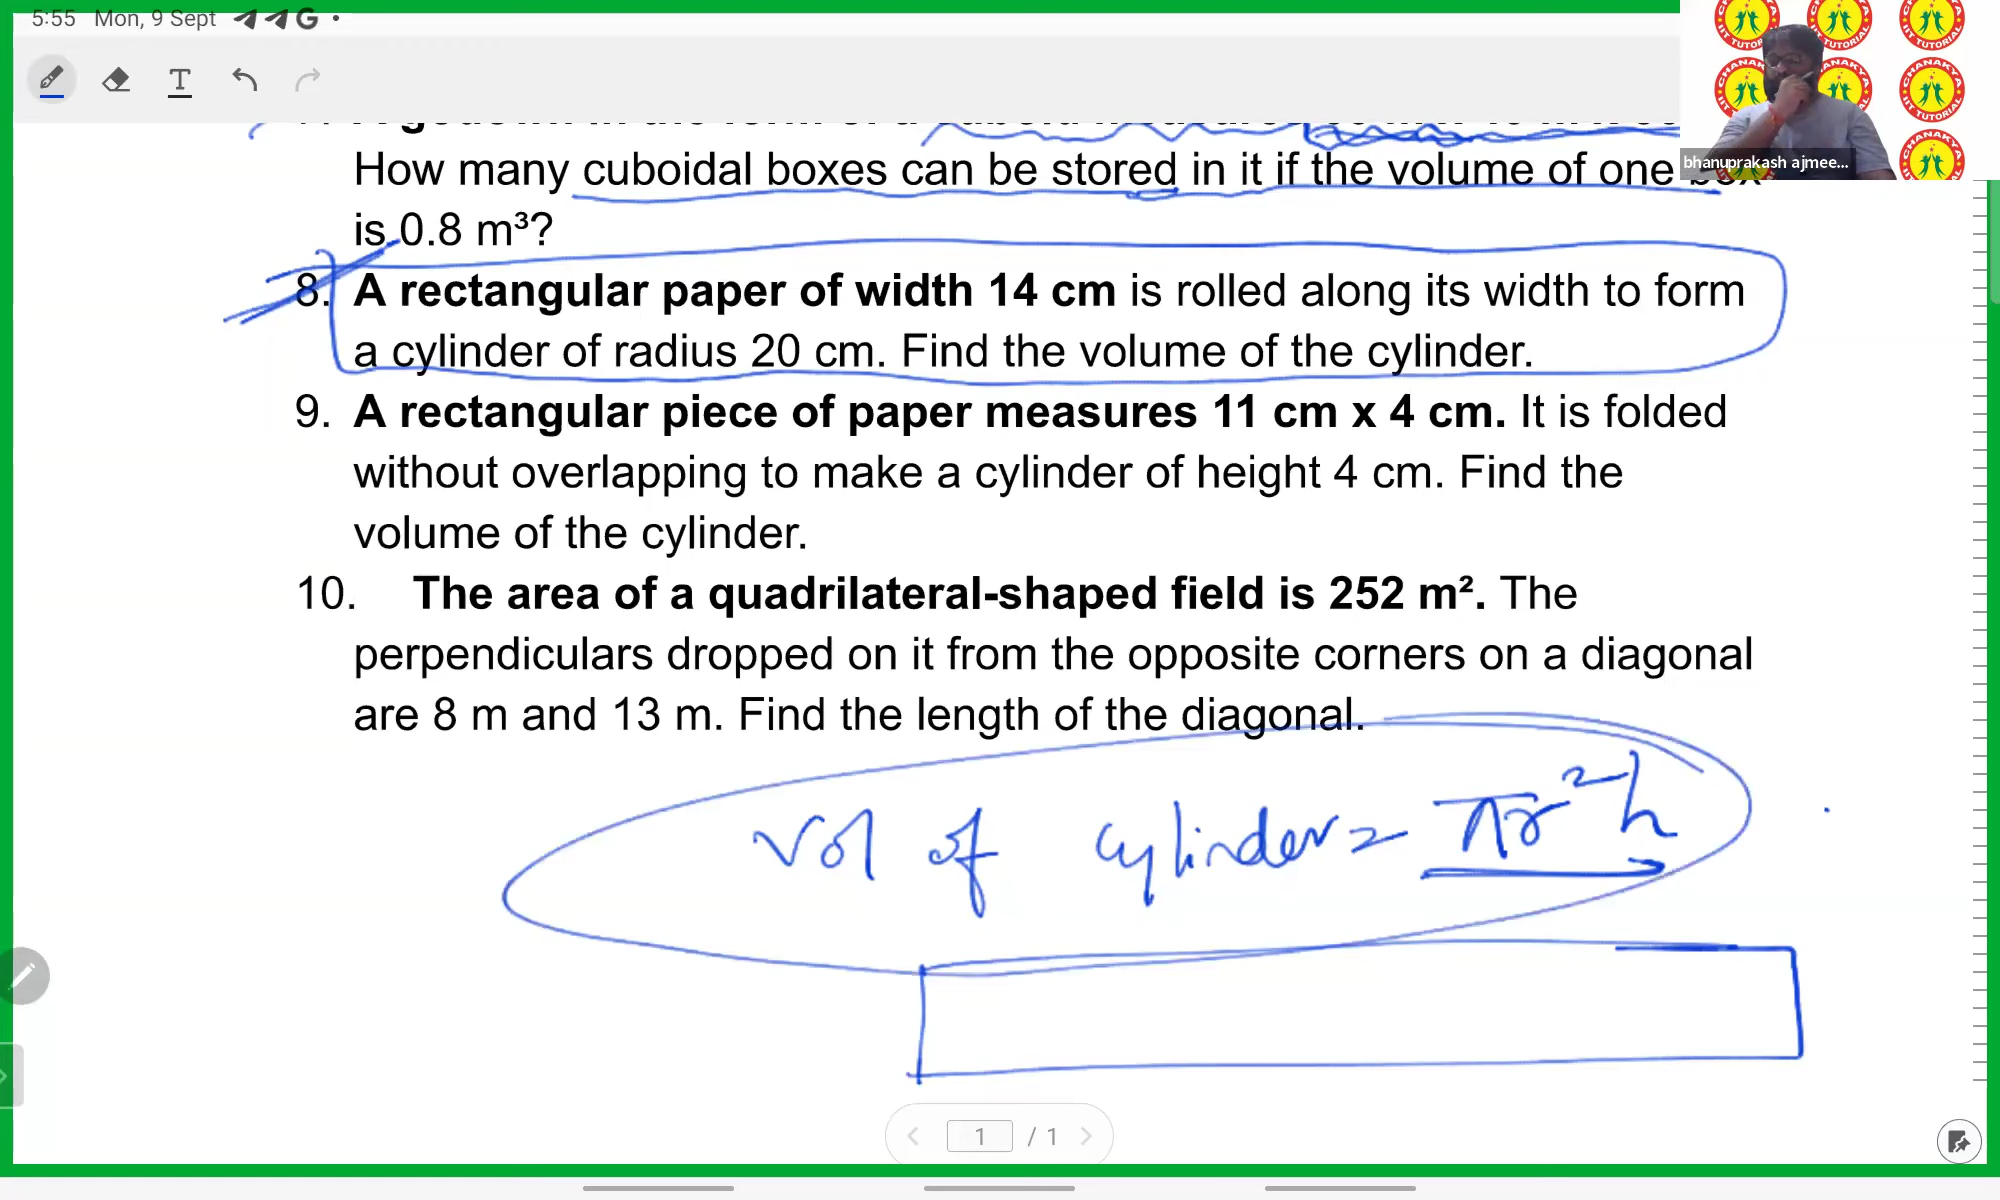 5:55 Mon, 9 Sept
How many cuboidal boxes can be stored in it if the volume of one box
is 0.8 m³?
8. A rectangular paper of width 14 cm is rolled along its width to form
a cylinder of radius 20 cm. Find the volume of the cylinder.
9. A rectangular piece of paper measures 11 cm x 4 cm. It is folded
without overlapping to make a cylinder of height 4 cm. Find the
volume of the cylinder.
10. The area of a quadrilateral-shaped field is 252 m². The
perpendiculars dropped on it from the opposite corners on a diagonal
are 8 m and 13 m. Find the length of the diagonal.
Vol of cylinder = πr²h
1 / 1
bhanuprakash ajmee...
CHANAKYA
IIT TUTORIAL